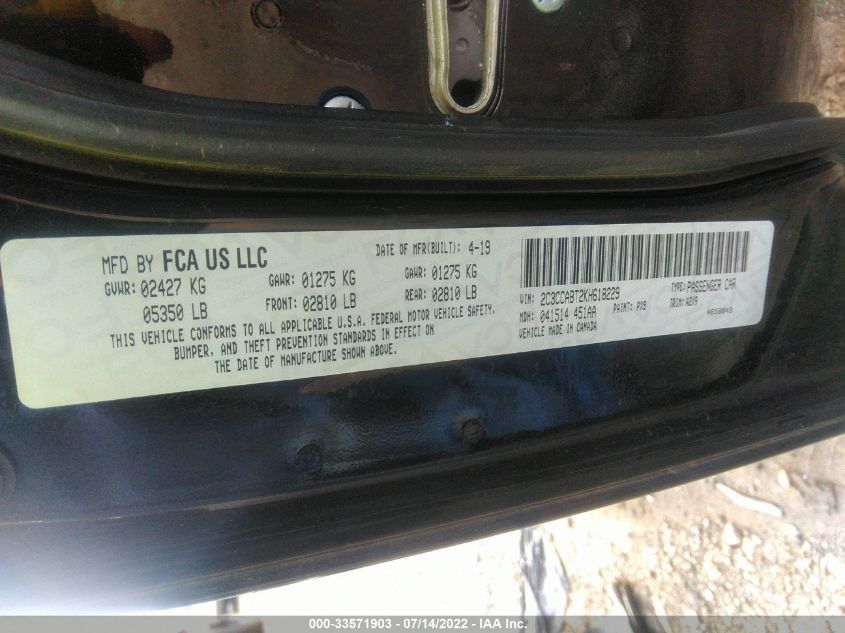 MFD BY FCA US LLC
DATE OF MFR(BUILT): 4-19
GVWR: 02427 KG
05350 LB
GAWR: 01275 KG
FRONT: 02810 LB
GAWR: 01275 KG
REAR: 02810 LB
THIS VEHICLE CONFORMS TO ALL APPLICABLE U.S.A. FEDERAL MOTOR VEHICLE SAFETY,
BUMPER, AND THEFT PREVENTION STANDARDS IN EFFECT ON
THE DATE OF MANUFACTURE SHOWN ABOVE.
VIN: 2C3CCABT2KH618229
TYPE: PASSENGER CAR
MDH: 041514 451AA
PAINT: PX8
TRIM: A2X9
VEHICLE MADE IN CANADA
4658843
000-33571903 / 07/14/2022 - IAA Inc.